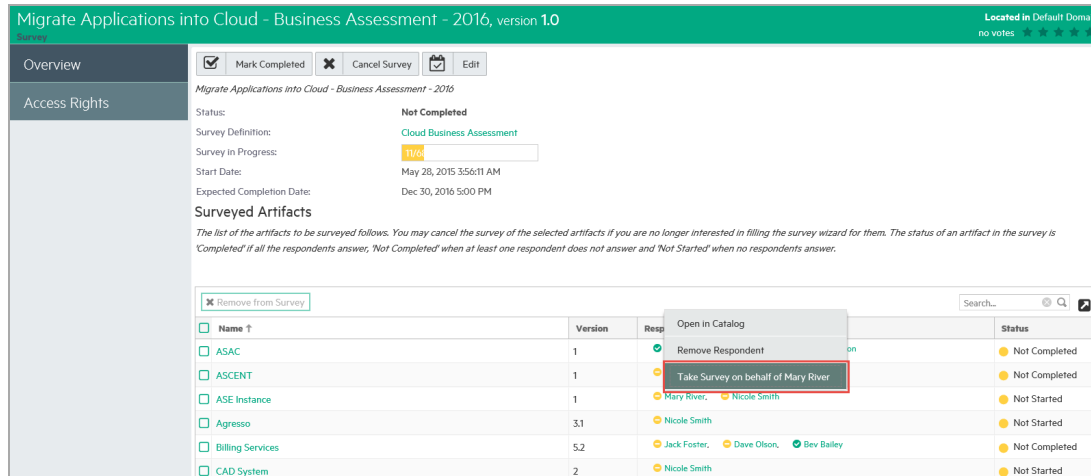 Migrate Applications into Cloud - Business Assessment - 2016, version 1.0
Survey
Located in Default Doma
no votes
Overview
Access Rights
Mark Completed Cancel Survey Edit
Migrate Applications into Cloud - Business Assessment - 2016
Status: Not Completed
Survey Definition: Cloud Business Assessment
Survey in Progress: 11/6
Start Date: May 28, 2015 3:56:11 AM
Expected Completion Date: Dec 30, 2016 5:00 PM
Surveyed Artifacts
The list of the artifacts to be surveyed follows. You may cancel the survey of the selected artifacts if you are no longer interested in filling the survey wizard for them. The status of an artifact in the survey is
'Completed' if all the respondents answer, 'Not Completed' when at least one respondent does not answer and 'Not Started' when no respondents answer.
Remove from Survey Search...
Name ↑ Version Resp Status
Open in Catalog
Remove Respondent
Take Survey on behalf of Mary River
ASAC 1 on Not Completed
ASCENT 1 Not Completed
ASE Instance 1 Mary River, Nicole Smith Not Started
Agresso 3.1 Nicole Smith Not Started
Billing Services 5.2 Jack Foster, Dave Olson, Bev Bailey Not Completed
CAD System 2 Nicole Smith Not Started